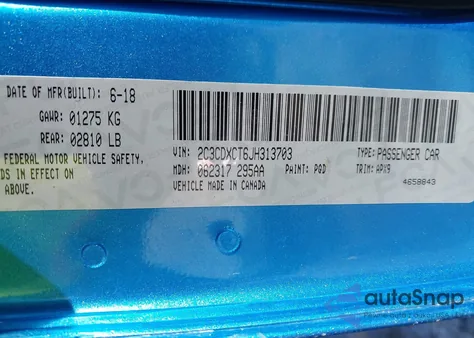 DATE OF MFR(BUILT): 6-18
GAWR: 01275 KG
REAR: 02810 LB
FEDERAL MOTOR VEHICLE SAFETY,
DS IN EFFECT ON
ABOVE.
VIN: 2C3CDXCT6JH313703
TYPE: PASSENGER CAR
MDH: 062317 295AA
PAINT: PQD
TRIM: APX9
VEHICLE MADE IN CANADA
4658843
autoSnap